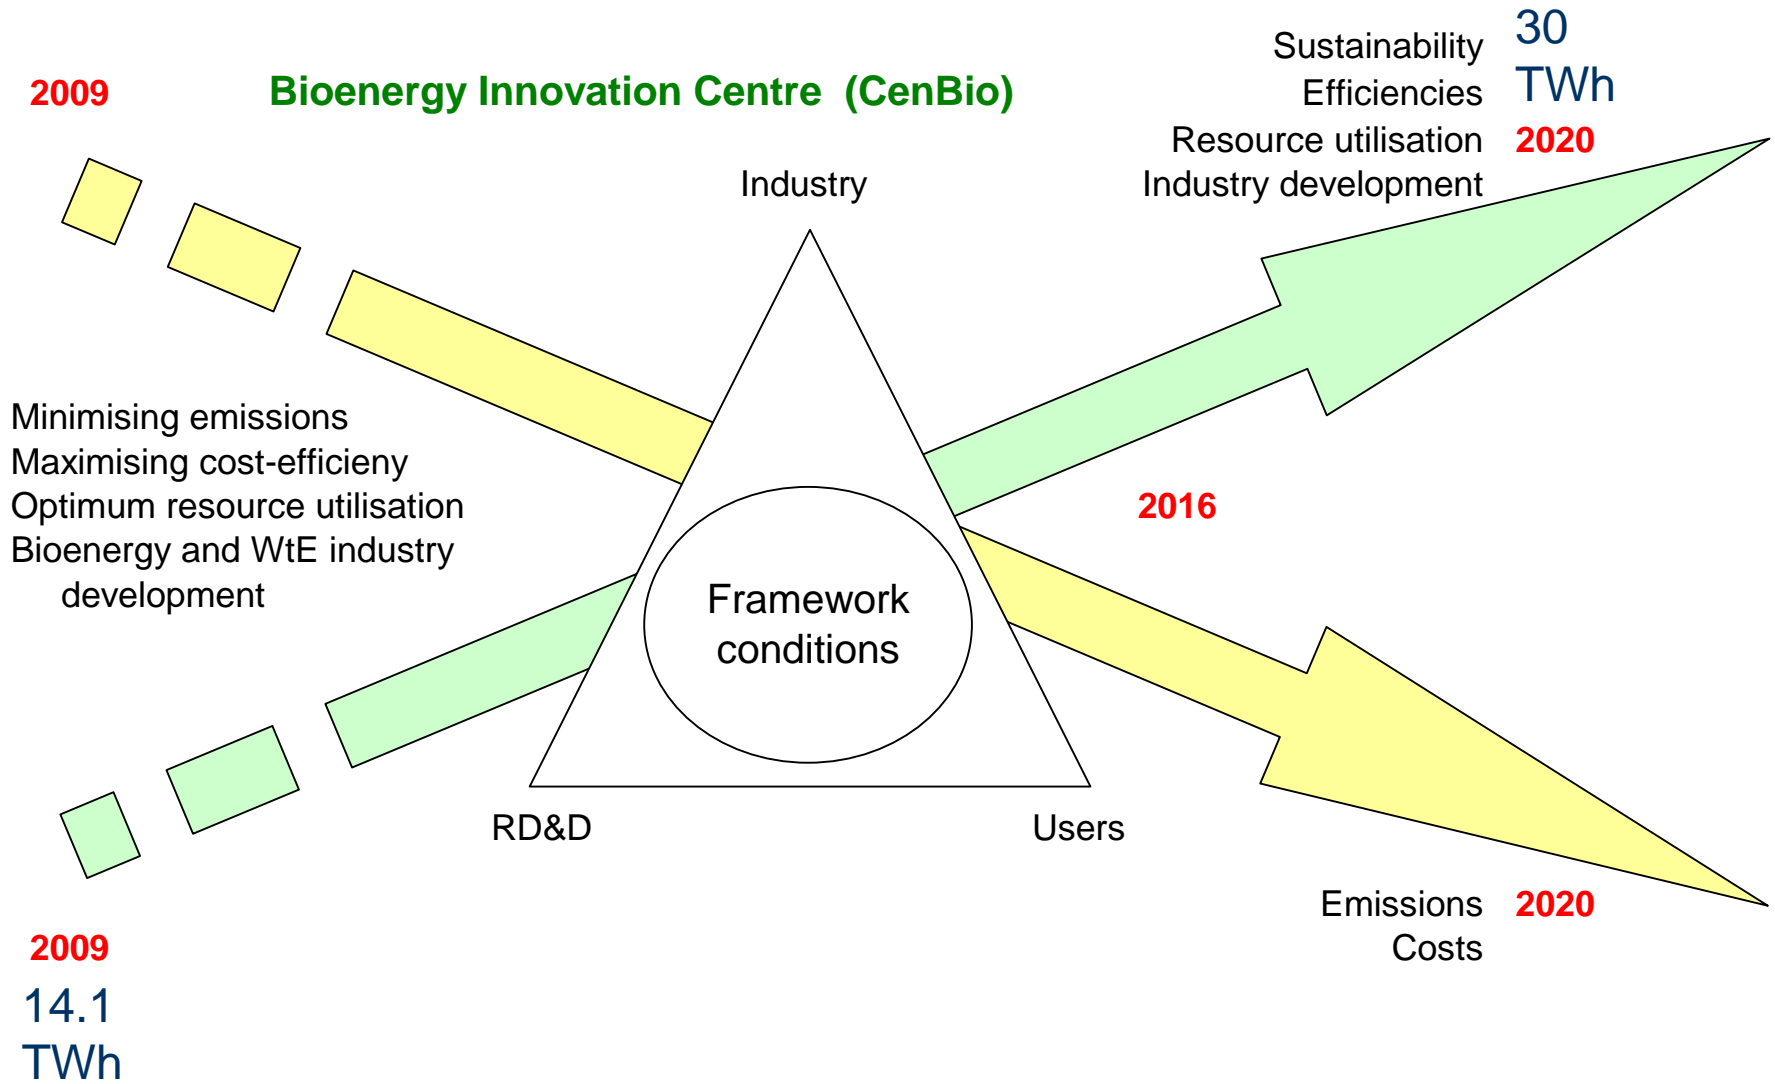 2009
Bioenergy Innovation Centre (CenBio)
Sustainability
Efficiencies
Resource utilisation
Industry development
30
TWh
2020
Industry
Minimising emissions
Maximising cost-efficieny
Optimum resource utilisation
Bioenergy and WtE industry
development
2016
Framework
conditions
RD&D
Users
Emissions
Costs
2020
2009
14.1
TWh